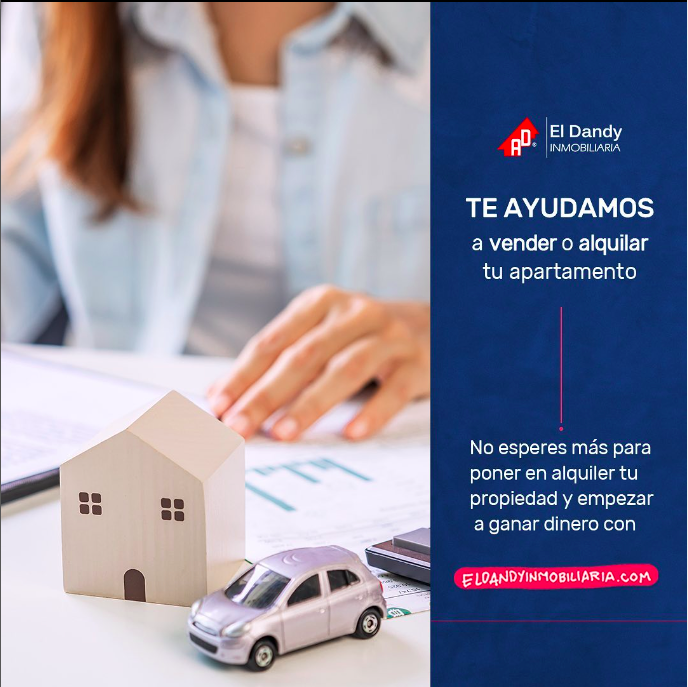 AD®
El Dandy
INMOBILIARIA
TE AYUDAMOS
a vender o alquilar
tu apartamento
No esperes más para
poner en alquiler tu
propiedad y empezar
a ganar dinero con
ELDANDYINMOBILIARIA.COM